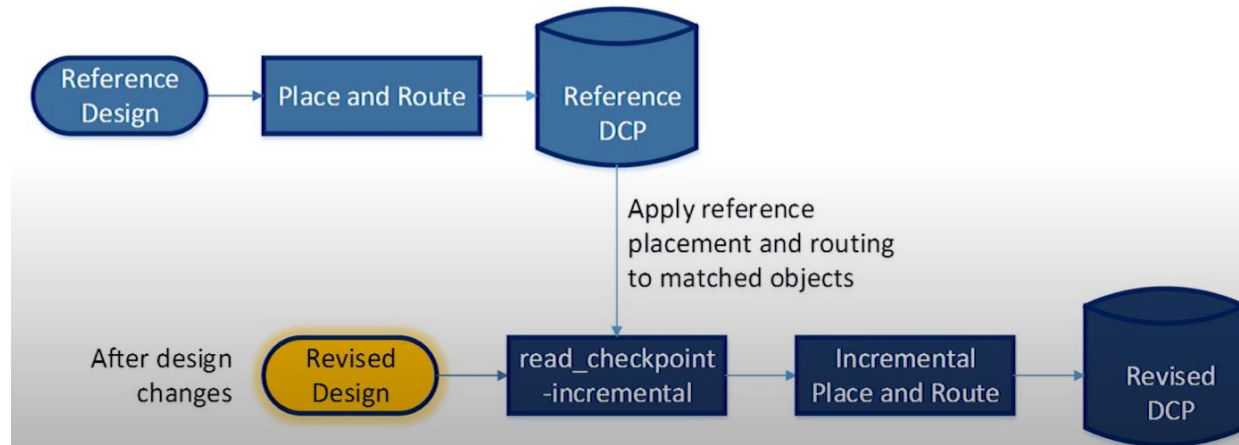 Reference
Design
Place and Route
Reference
DCP
Apply reference
placement and routing
to matched objects
After design
changes
Revised
Design
read_checkpoint
-incremental
Incremental
Place and Route
Revised
DCP